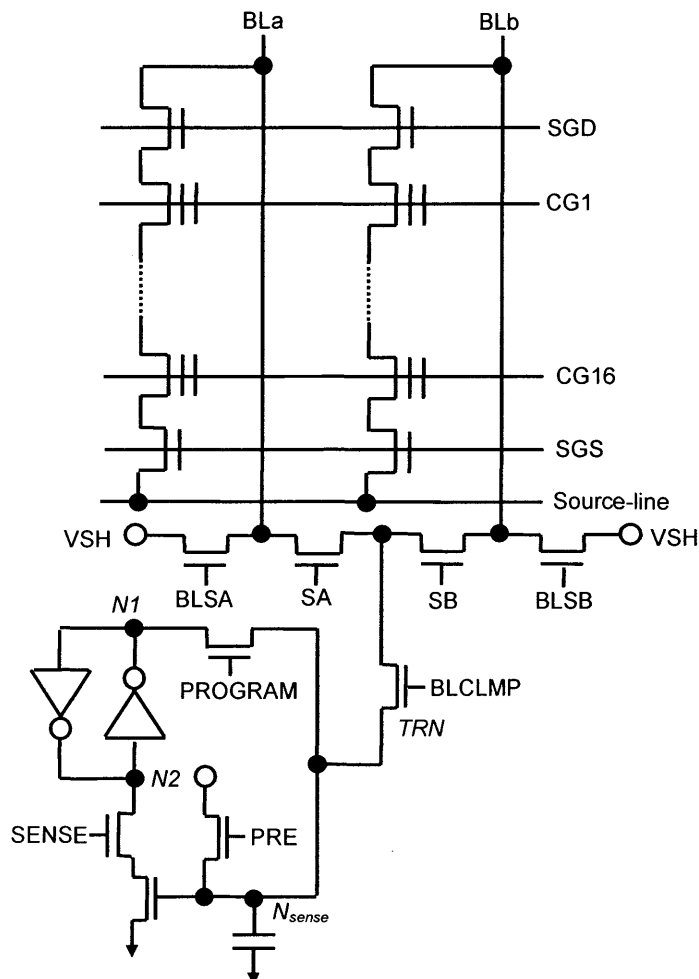 BLa
BLb
SGD
CG1
CG16
SGS
Source-line
VSH
VSH
BLSA
SA
SB
BLSB
N1
PROGRAM
BLCLMP
TRN
N2
SENSE
PRE
Nsense